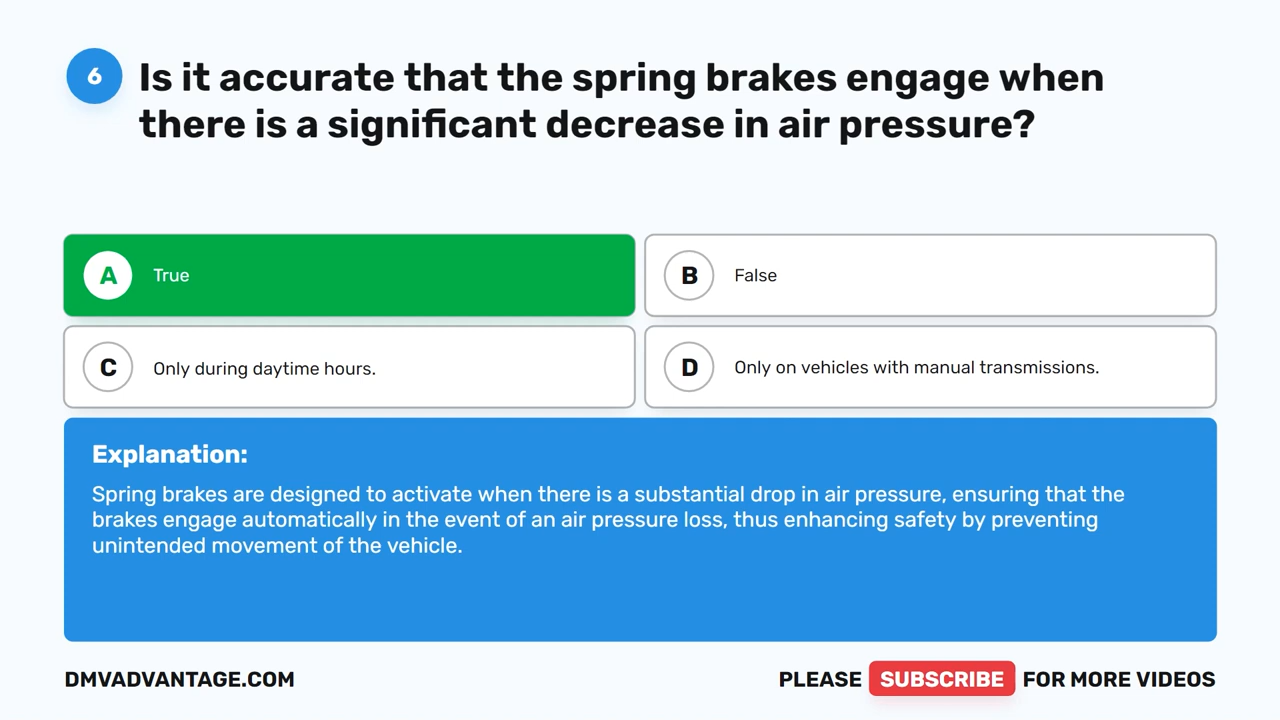 6
Is it accurate that the spring brakes engage when
there is a significant decrease in air pressure?
A True
B False
C Only during daytime hours.
D Only on vehicles with manual transmissions.
Explanation:
Spring brakes are designed to activate when there is a substantial drop in air pressure, ensuring that the
brakes engage automatically in the event of an air pressure loss, thus enhancing safety by preventing
unintended movement of the vehicle.
DMVADVANTAGE.COM
PLEASE SUBSCRIBE FOR MORE VIDEOS